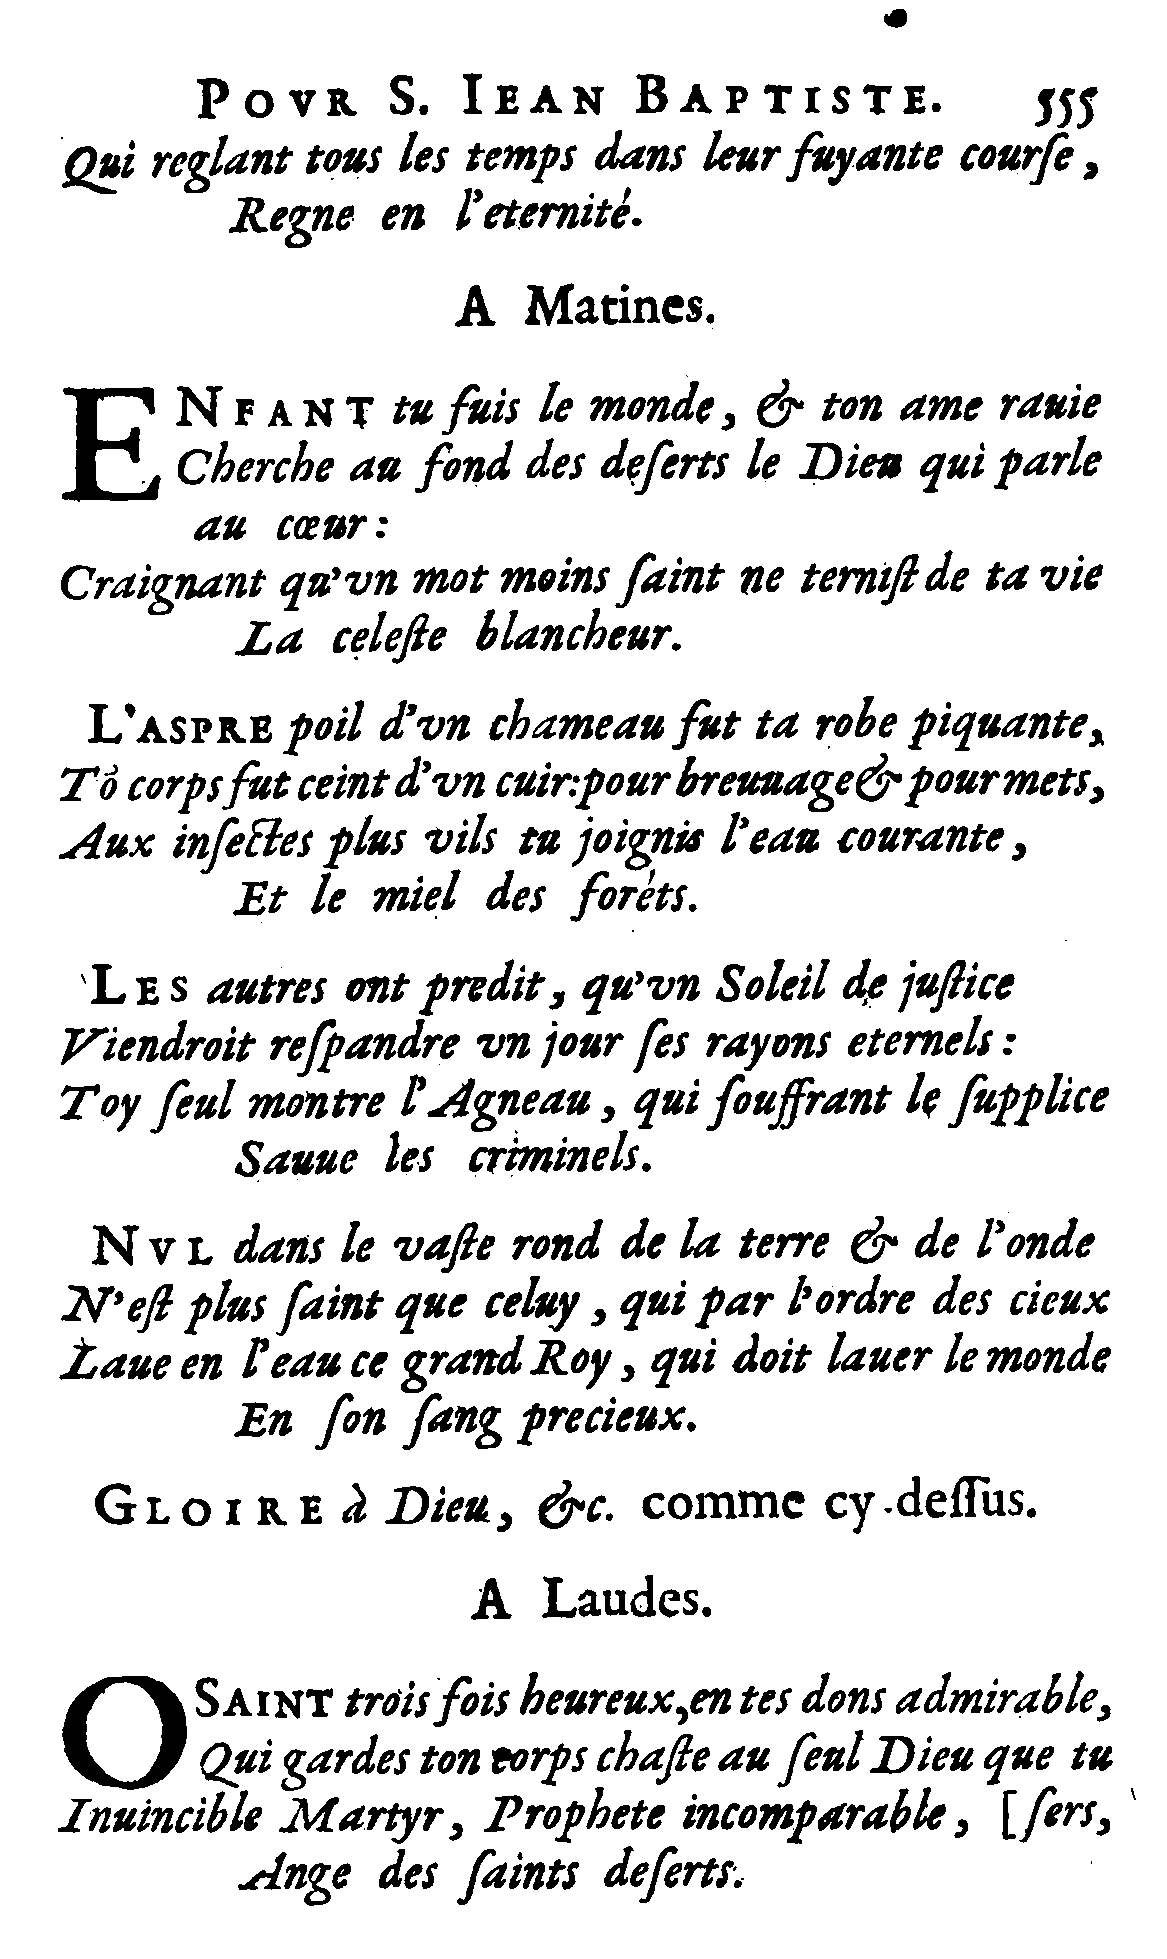 POVR S. IEAN BAPTISTE. 555
Qui reglant tous les temps dans leur fuyante courſe,
Regne en l'eternité.
A Matines.
ENFANT tu fuis le monde, & ton ame rauie
Cherche au fond des deſerts le Dieu qui parle
au cœur:
Craignant qu'vn mot moins ſaint ne terniſt de ta vie
La celeſte blancheur.
L'ASPRE poil d'vn chameau fut ta robe piquante,
Tõ corps fut ceint d'vn cuir: pour breuuage & pour mets,
Aux inſectes plus vils tu joignis l'eau courante,
Et le miel des foréts.
LES autres ont predit, qu'vn Soleil de juſtice
Viendroit reſpandre vn jour ſes rayons eternels:
Toy ſeul montre l'Agneau, qui ſouffrant le ſupplice
Sauue les criminels.
NVL dans le vaſte rond de la terre & de l'onde
N'eſt plus ſaint que celuy, qui par l'ordre des cieux
Laue en l'eau ce grand Roy, qui doit lauer le monde
En ſon ſang precieux.
GLOIRE à Dieu, &c. comme cy-deſſus.
A Laudes.
O SAINT trois fois heureux, en tes dons admirable,
Qui gardes ton corps chaſte au ſeul Dieu que tu
Inuincible Martyr, Prophete incomparable, [ſers,
Ange des ſaints deſerts.